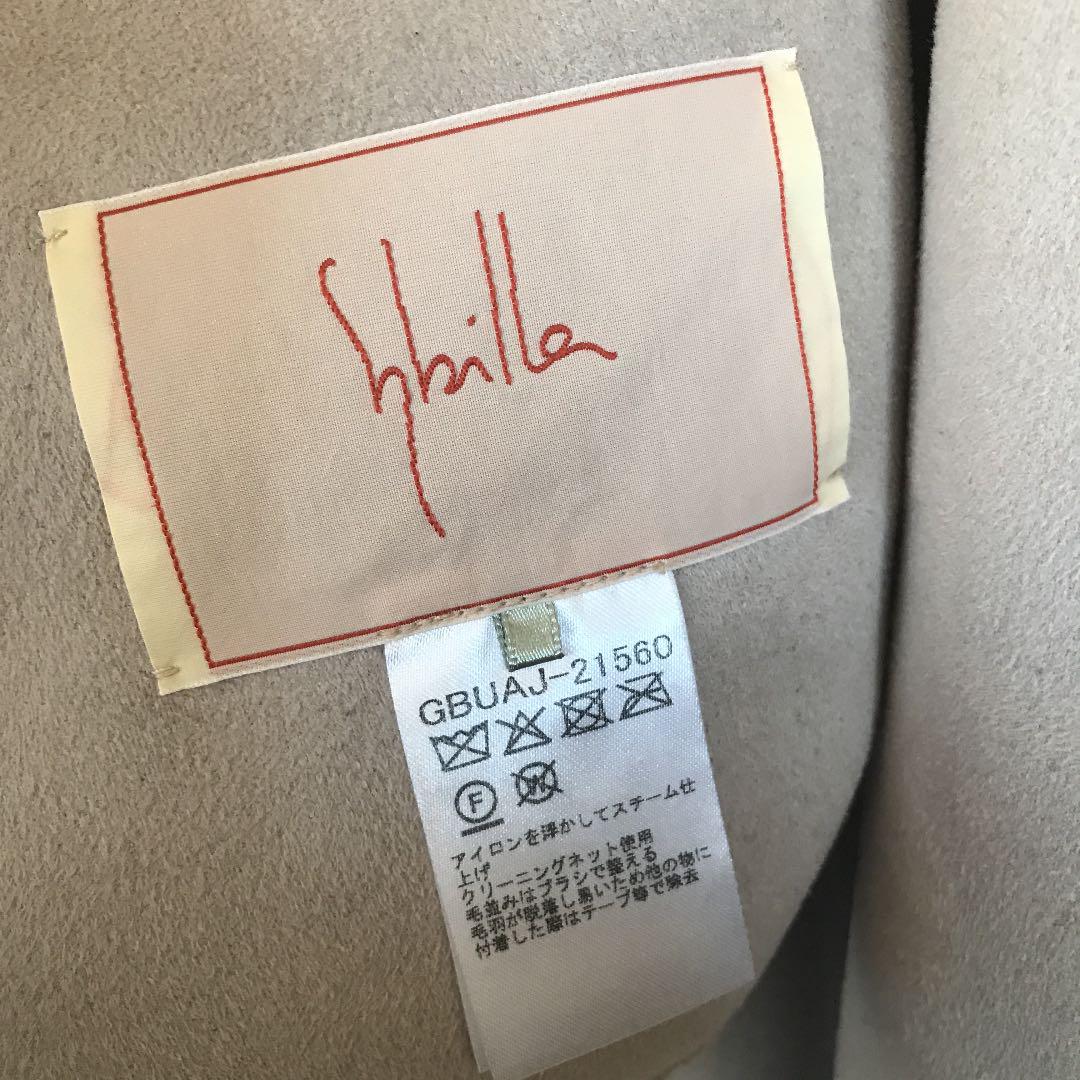 Sybilla
GBUAJ-21560
F
W
アイロンを浮かしてスチーム仕
上げ
クリーニングネット使用
毛並みはブラシで整える
毛羽が脱落し易いため他の物に
付着した際はテープ等で除去